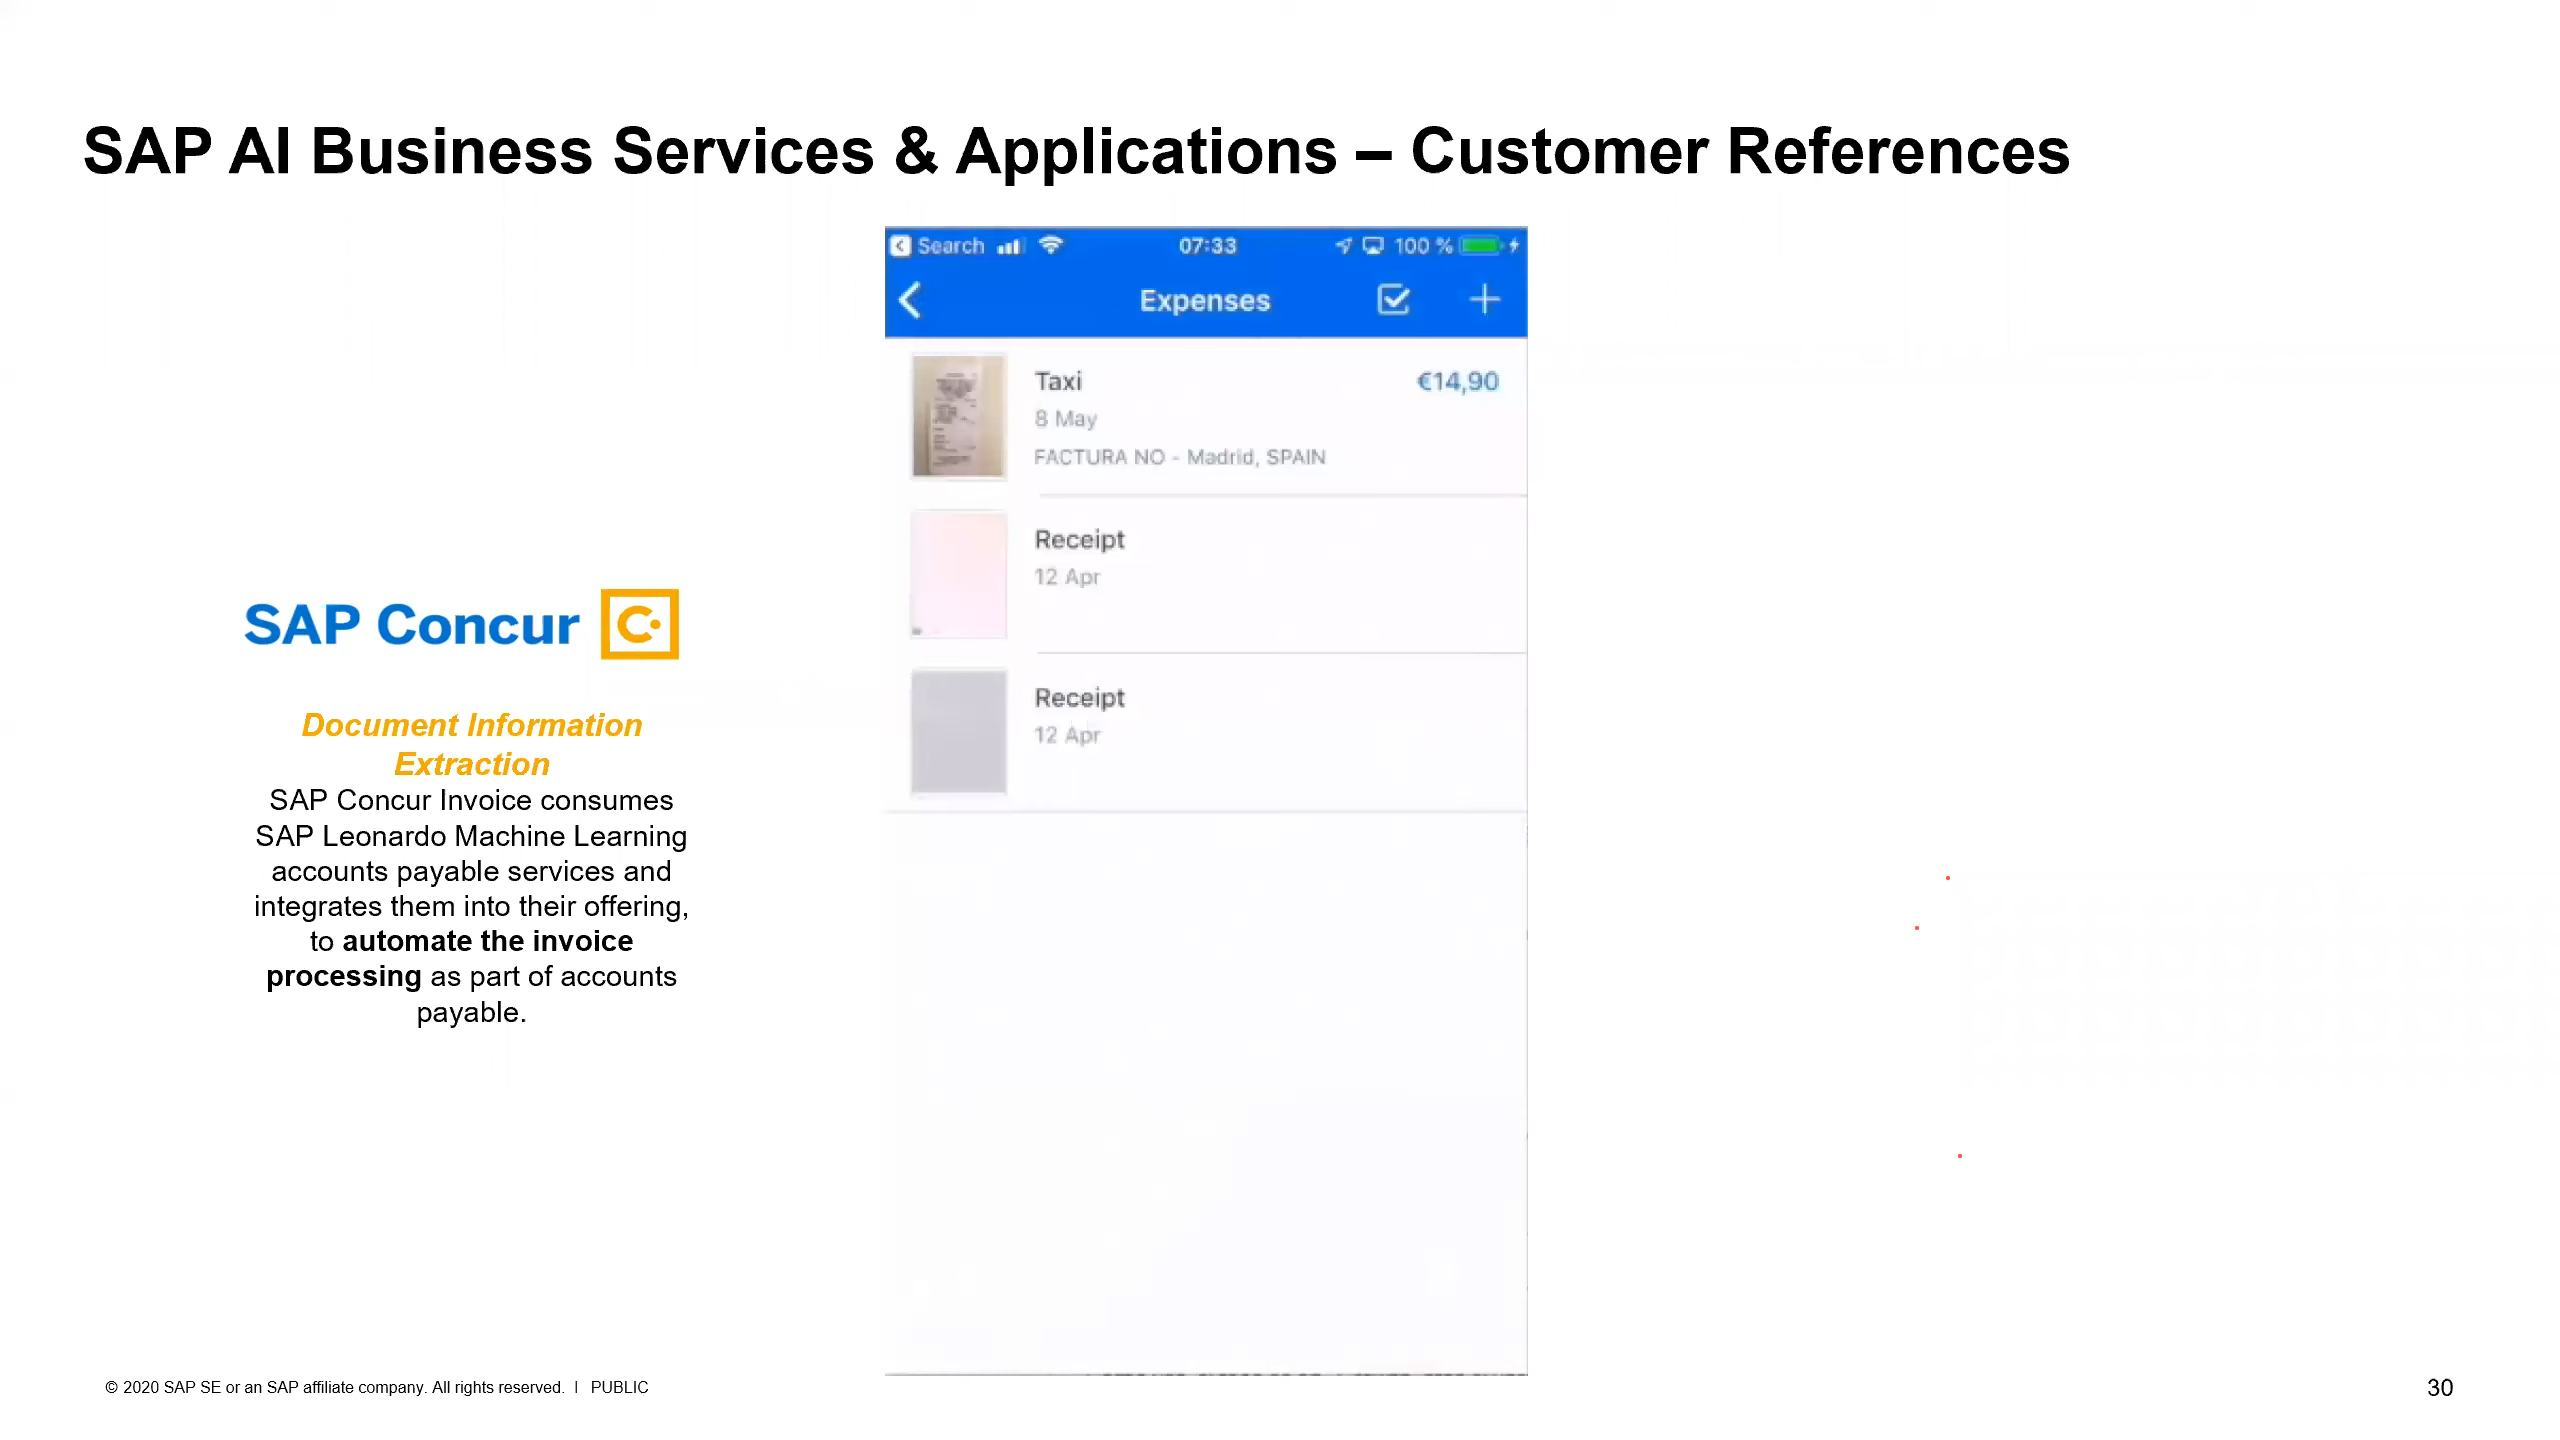 SAP AI Business Services & Applications – Customer References
Search 07:33 100 %
Expenses
Taxi €14,90
8 May
FACTURA NO - Madrid, SPAIN
Receipt
12 Apr
Receipt
12 Apr
SAP Concur C
Document Information
Extraction
SAP Concur Invoice consumes
SAP Leonardo Machine Learning
accounts payable services and
integrates them into their offering,
to automate the invoice
processing as part of accounts
payable.
© 2020 SAP SE or an SAP affiliate company. All rights reserved. | PUBLIC
30